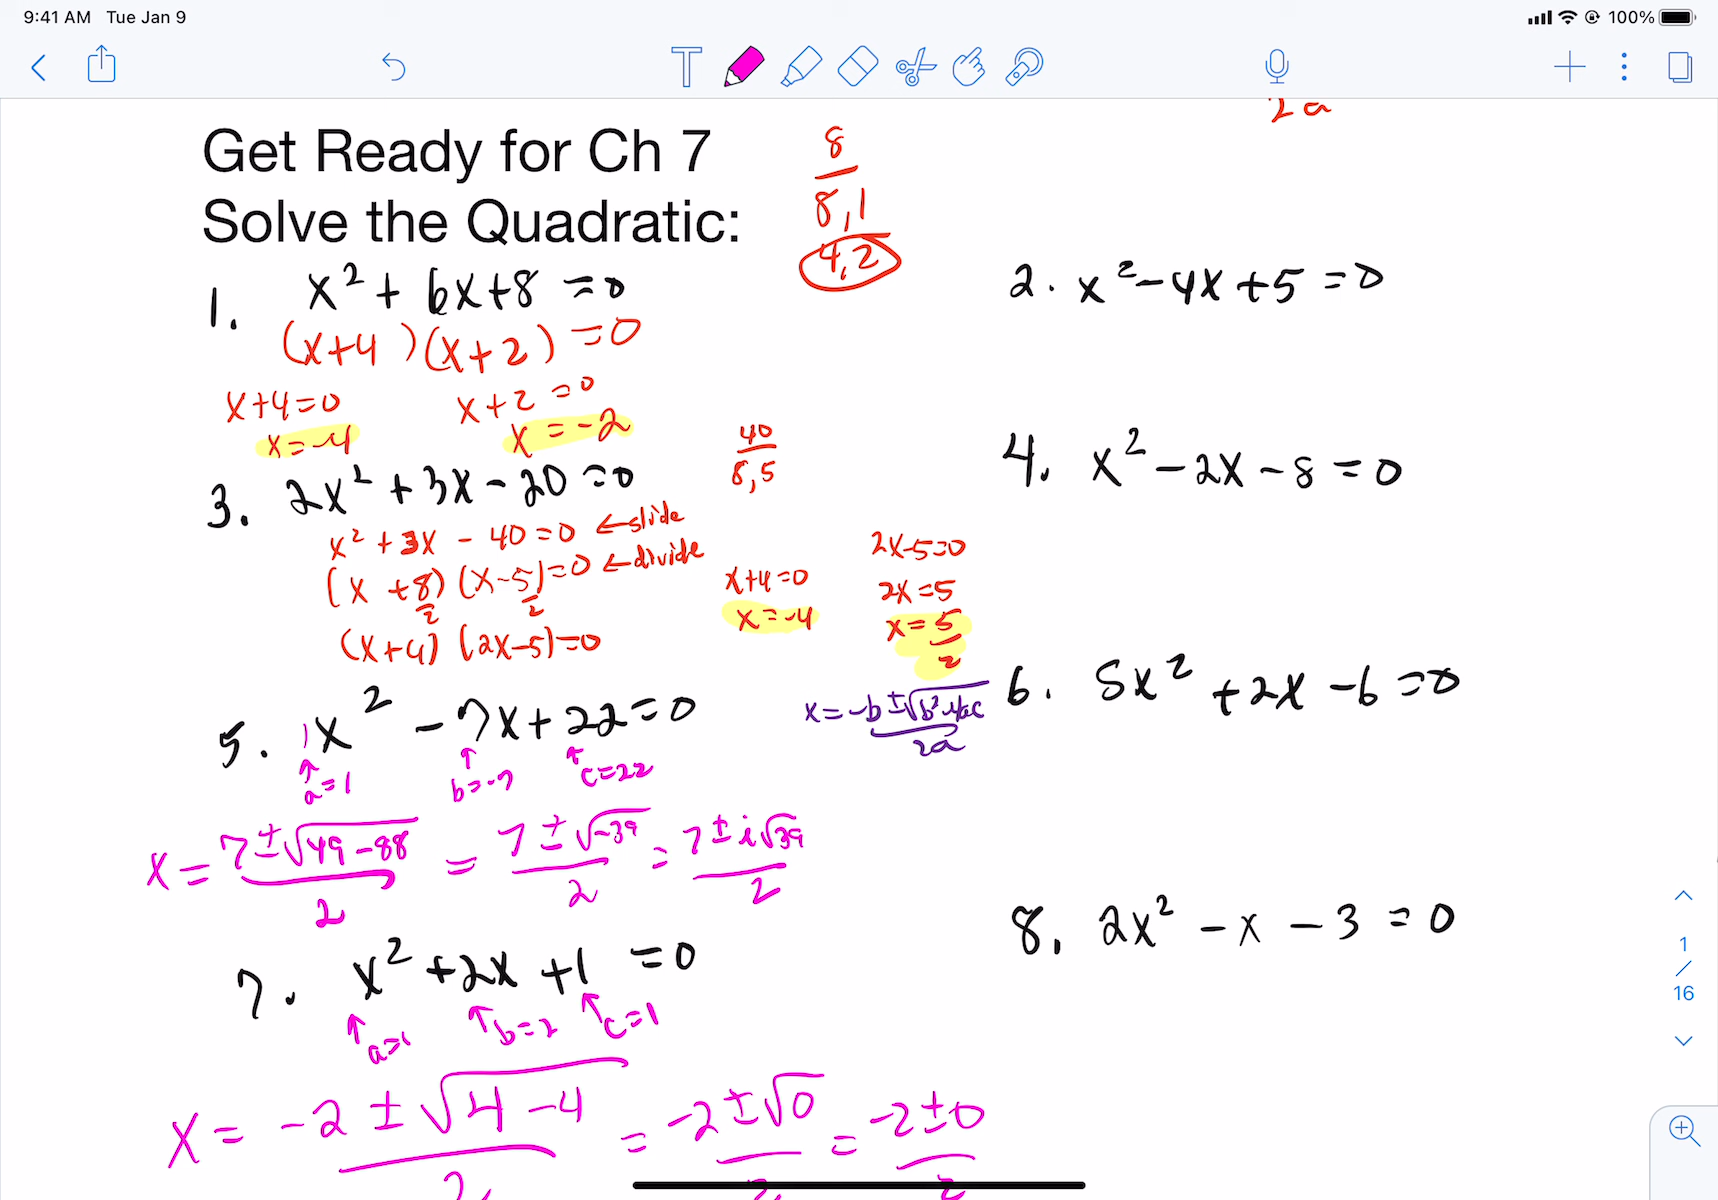 9:41 AM Tue Jan 9
100%
2a
Get Ready for Ch 7
Solve the Quadratic:
8
8,1
4,2
1. x² + 6x+8 =0
(x+4)(x+2) =0
x+4=0 x+2=0
x=-4 x=-2
2. x²-4x+5=0
3. 2x²+3x-20=0
40
8,5
x²+3x-40=0 ←slide
(x+8/2)(x-5/2)=0 ←divide
(x+4)(2x-5)=0
x+4=0
x=-4
2x-5=0
2x=5
x=5/2
4. x²-2x-8=0
5. 1x²-7x+22=0
↑ a=1 ↑ b=-7 ↑ c=22
x=-b±√b²-4ac
2a
x = 7±√49-88 / 2 = 7±√-39 / 2 = 7±i√39 / 2
6. 5x²+2x-6=0
7. x²+2x+1=0
↑ a=1 ↑ b=2 ↑ c=1
x = -2±√4-4 / 2 = -2±√0 / 2 = -2±0 / 2
8. 2x²-x-3=0
1
/
16